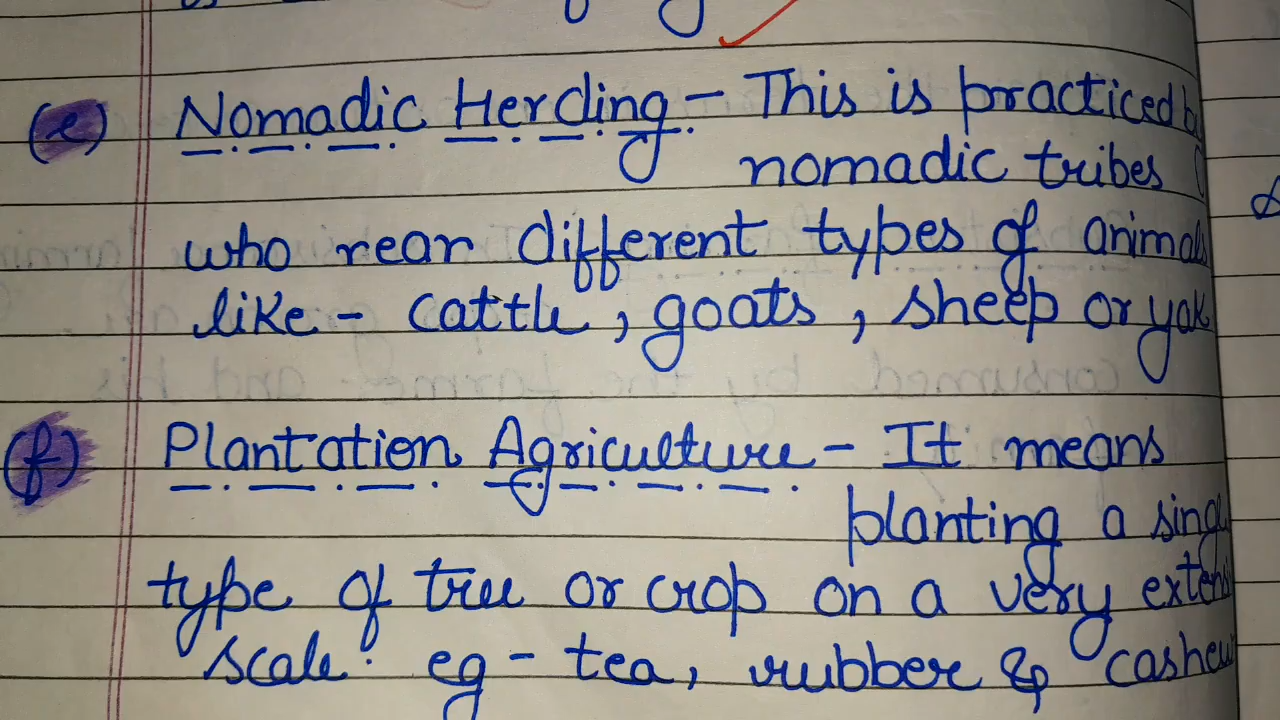 (e) Nomadic Herding - This is practiced by
nomadic tribes
who rear different types of animals
like - cattle, goats, sheep or yak
(f) Plantation Agriculture - It means
planting a single
type of tree or crop on a very
scale. eg - tea, rubber & cashew